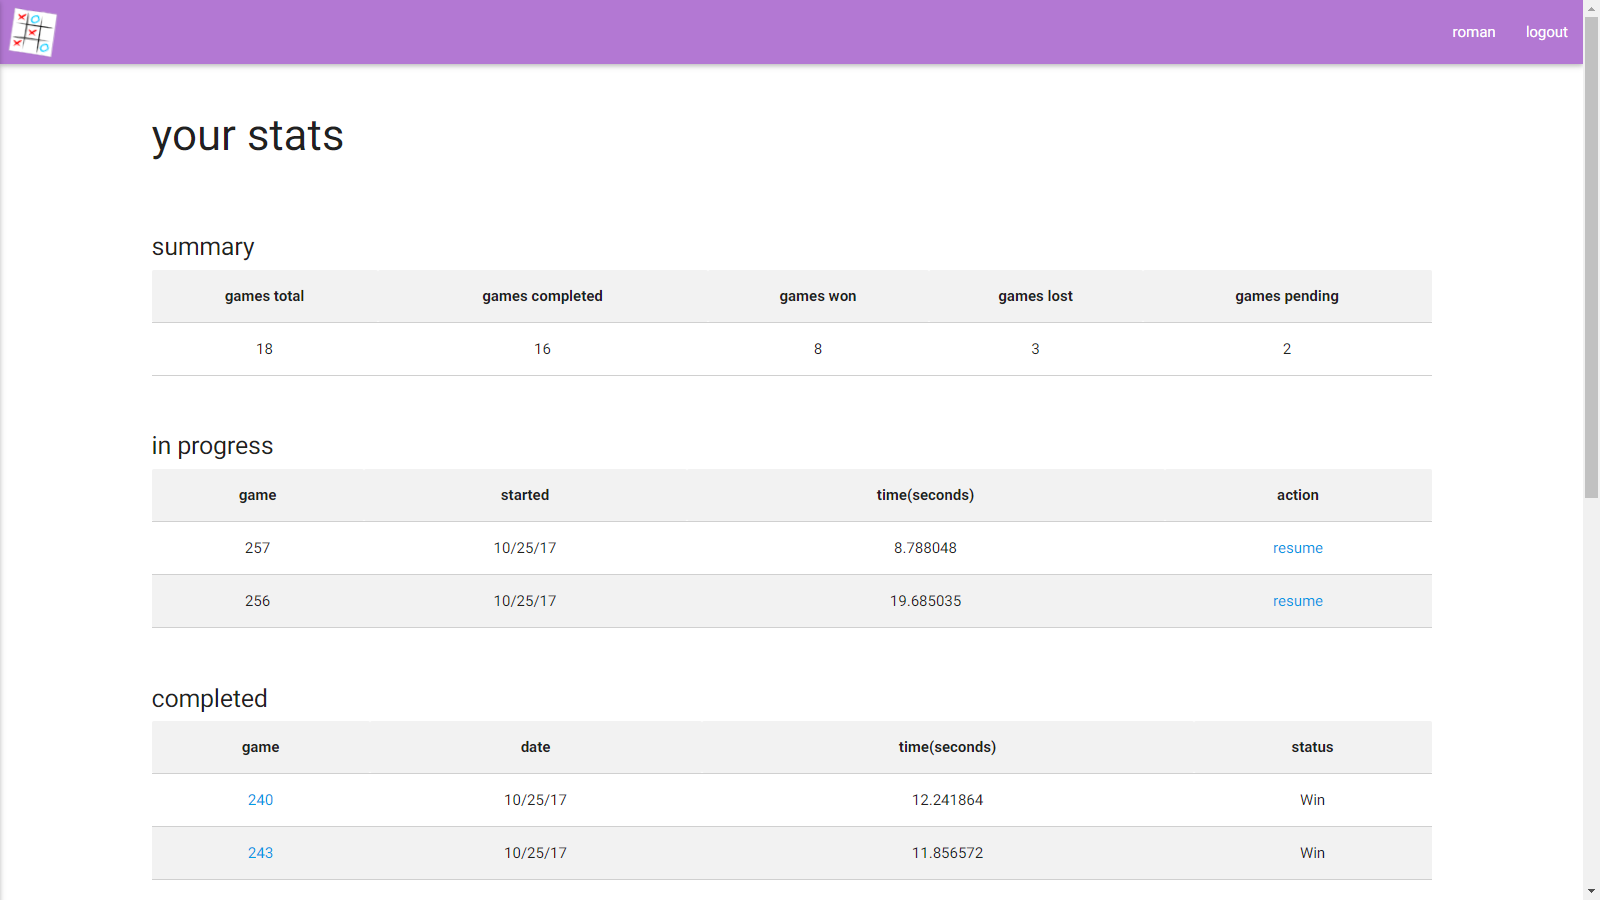 roman logout
your stats
summary
games total games completed games won games lost games pending
18 16 8 3 2
in progress
game started time(seconds) action
257 10/25/17 8.788048 resume
256 10/25/17 19.685035 resume
completed
game date time(seconds) status
240 10/25/17 12.241864 Win
243 10/25/17 11.856572 Win